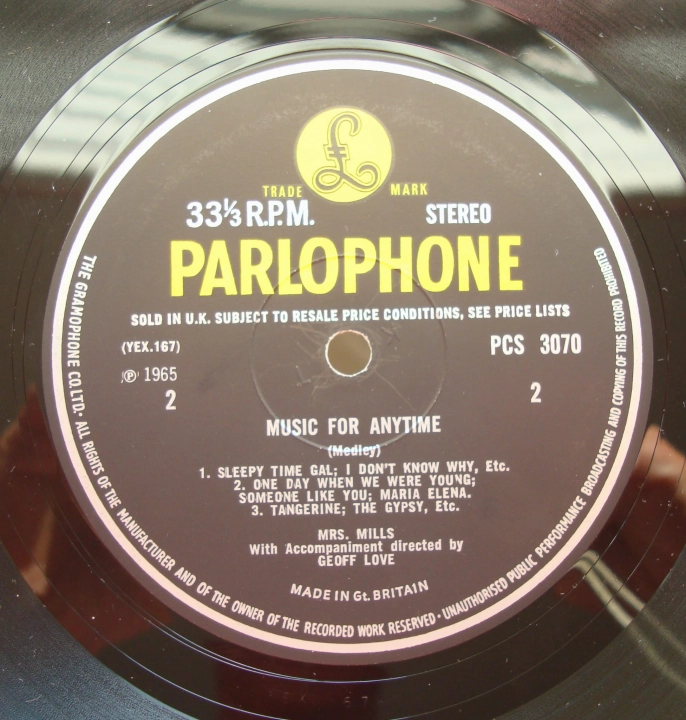 £
TRADE MARK
33⅓ R.P.M. STEREO
PARLOPHONE
SOLD IN U.K. SUBJECT TO RESALE PRICE CONDITIONS, SEE PRICE LISTS
(YEX.167) PCS 3070
℗ 1965
2 2
MUSIC FOR ANYTIME
(Medley)
1. SLEEPY TIME GAL; I DON'T KNOW WHY, Etc.
2. ONE DAY WHEN WE WERE YOUNG;
SOMEONE LIKE YOU; MARIA ELENA.
3. TANGERINE; THE GYPSY, Etc.
MRS. MILLS
With Accompaniment directed by
GEOFF LOVE
MADE IN Gt. BRITAIN
THE GRAMOPHONE CO. LTD. · ALL RIGHTS OF THE MANUFACTURER AND OF THE OWNER OF THE RECORDED WORK RESERVED · UNAUTHORISED PUBLIC PERFORMANCE BROADCASTING AND COPYING OF THIS RECORD PROHIBITED